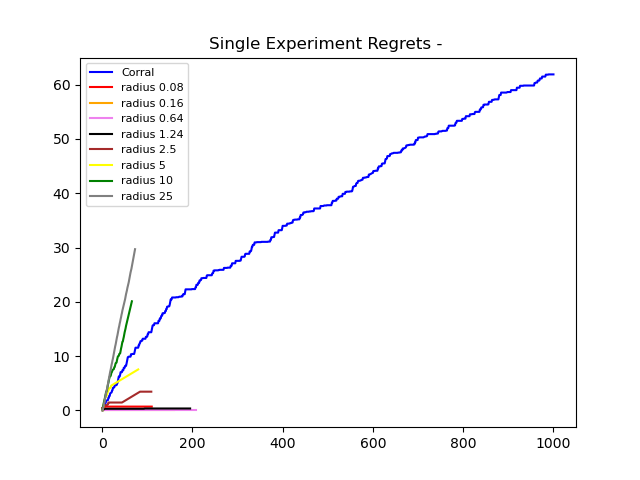 Single Experiment Regrets -
Corral
radius 0.08
radius 0.16
radius 0.64
radius 1.24
radius 2.5
radius 5
radius 10
radius 25
60
50
40
30
20
10
0
0 200 400 600 800 1000